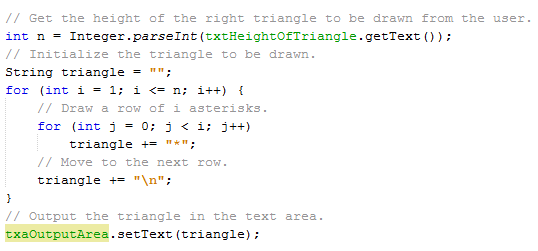 // Get the height of the right triangle to be drawn from the user.
int n = Integer.parseInt(txtHeightOfTriangle.getText());
// Initialize the triangle to be drawn.
String triangle = "";
for (int i = 1; i <= n; i++) {
    // Draw a row of i asterisks.
    for (int j = 0; j < i; j++)
        triangle += "*";
    // Move to the next row.
    triangle += "\n";
}
// Output the triangle in the text area.
txaOutputArea.setText(triangle);